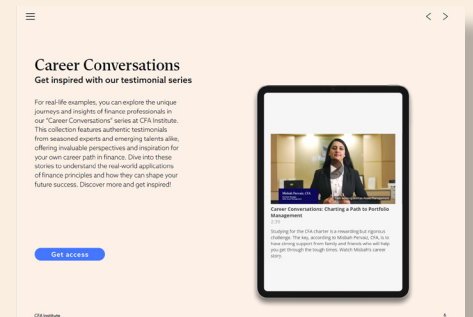 Career Conversations
Get inspired with our testimonial series
For real-life examples, you can explore the unique
journeys and insights of finance professionals in
our "Career Conversations" series at CFA Institute.
This collection features authentic testimonials
from seasoned experts and emerging talents alike,
offering invaluable perspectives and inspiration for
your own career path in finance. Dive into these
stories to understand the real-world applications
of finance principles and how they can shape your
future success. Discover more and get inspired!
Get access
Misbah Pervaiz, CFA
Career Conversations: Charting a Path to Portfolio
Management
Studying for the CFA charter is a rewarding but rigorous
challenge. The key, according to Misbah Pervaiz, CFA, is to
have strong support from family and friends who will help
you get through the tough times. Watch Misbah's career
story.
CFA Institute